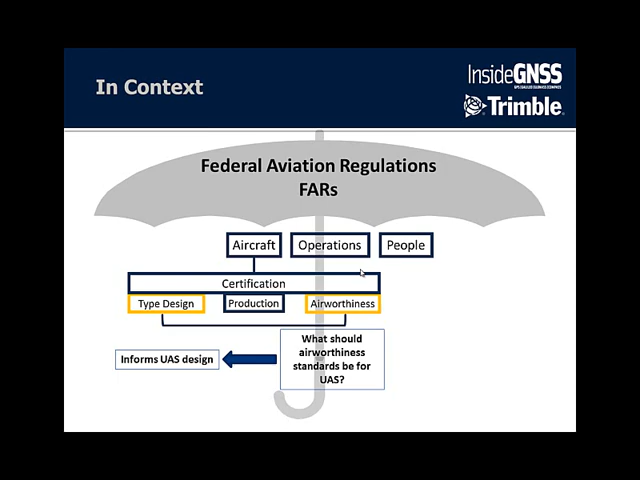 In Context
InsideGNSS
Trimble
Federal Aviation Regulations
FARs
Aircraft
Operations
People
Certification
Type Design
Production
Airworthiness
What should
airworthiness
standards be for
UAS?
Informs UAS design